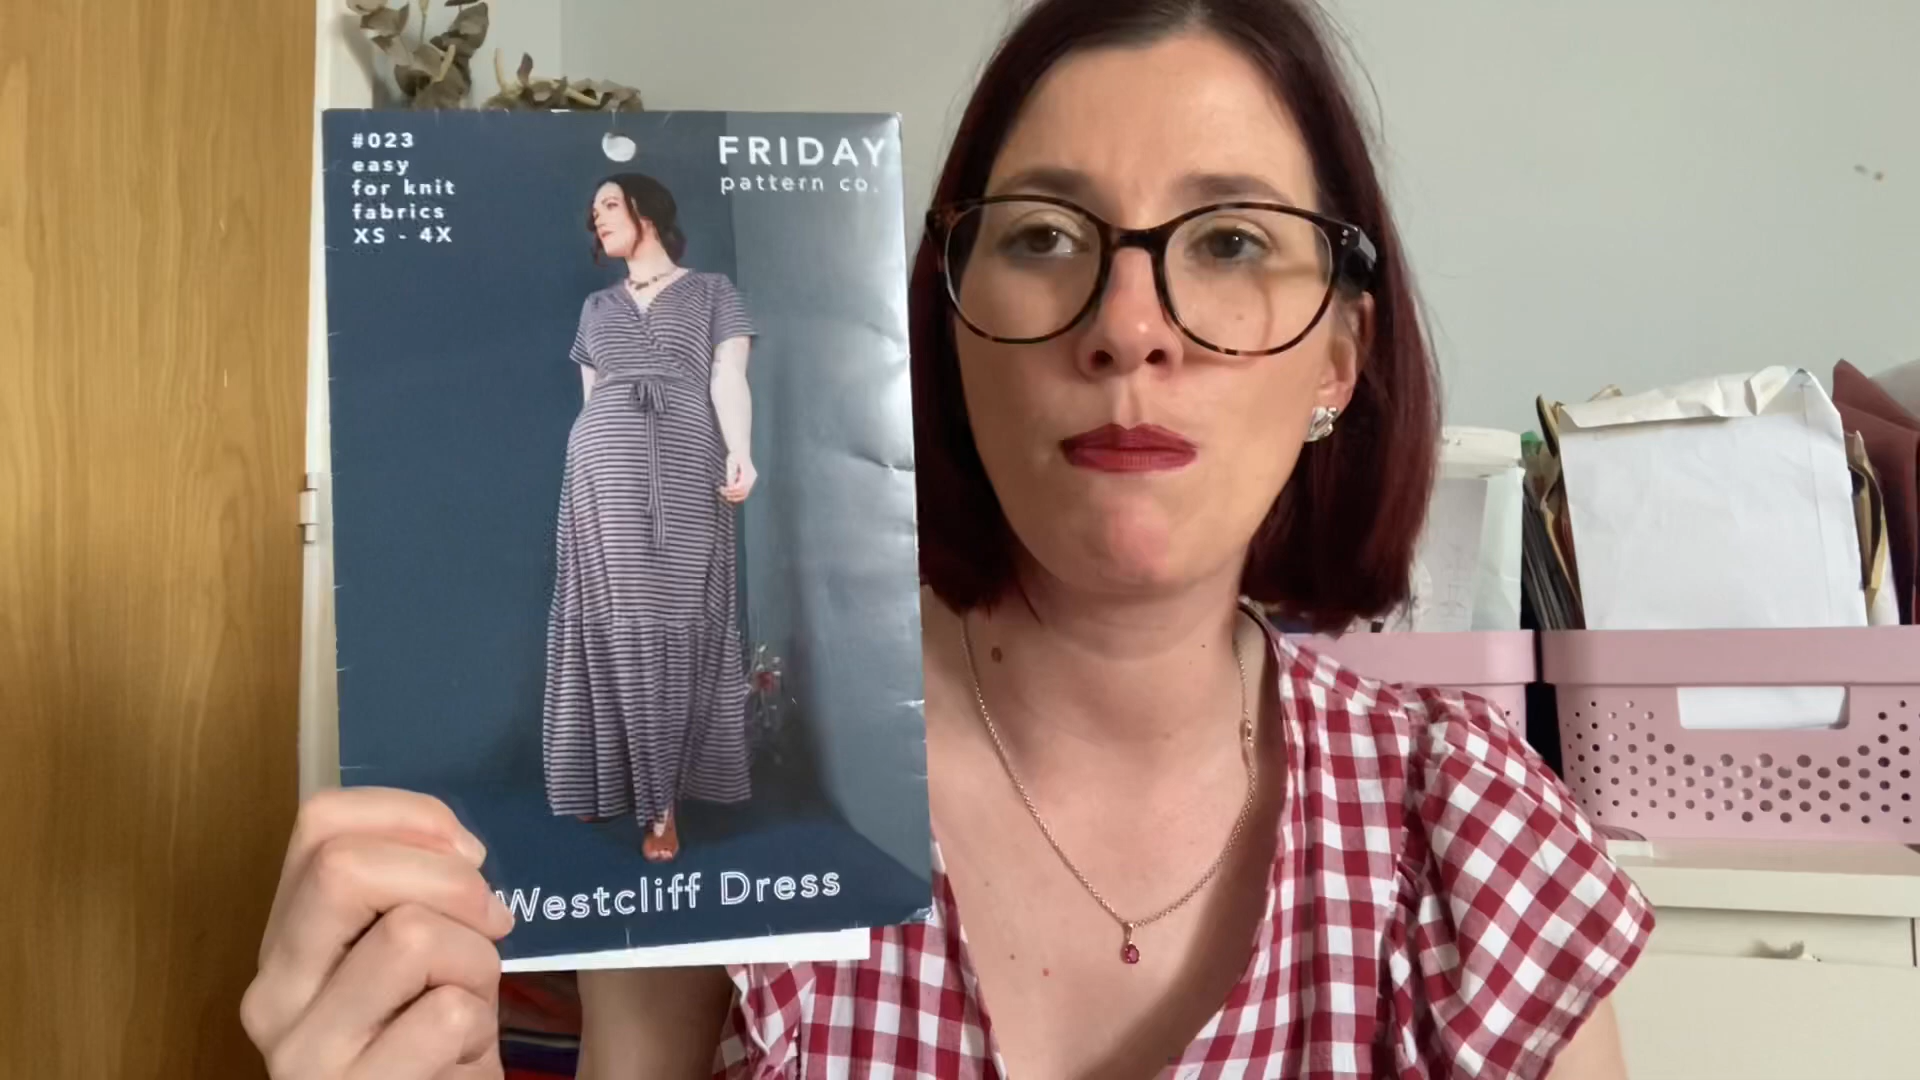 #023
easy
for knit
fabrics
XS - 4X
FRIDAY
pattern co.
Westcliff Dress